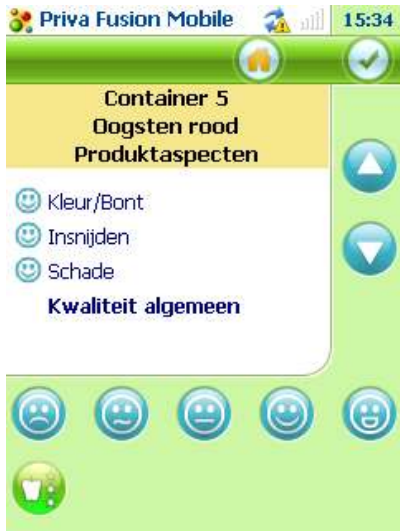 Priva Fusion Mobile 15:34
Container 5
Oogsten rood
Produktaspecten
Kleur/Bont
Insnijden
Schade
Kwaliteit algemeen